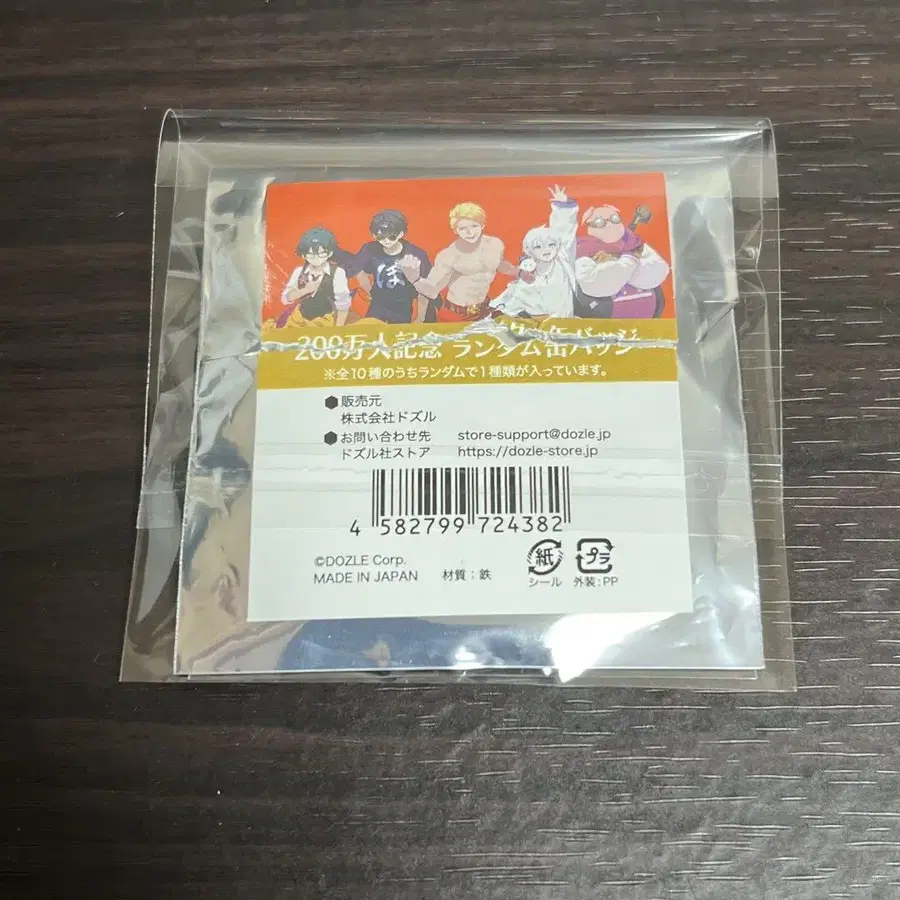 200万人記念 ランダム缶バッジ
※全10種のうちランダムで1種類が入っています。
●販売元
株式会社ドズル
●お問い合わせ先 store-support@dozle.jp
ドズル社ストア https://dozle-store.jp
4 582799 724382
©DOZLE Corp.
MADE IN JAPAN 材質：鉄
紙 プラ
シール 外装：PP